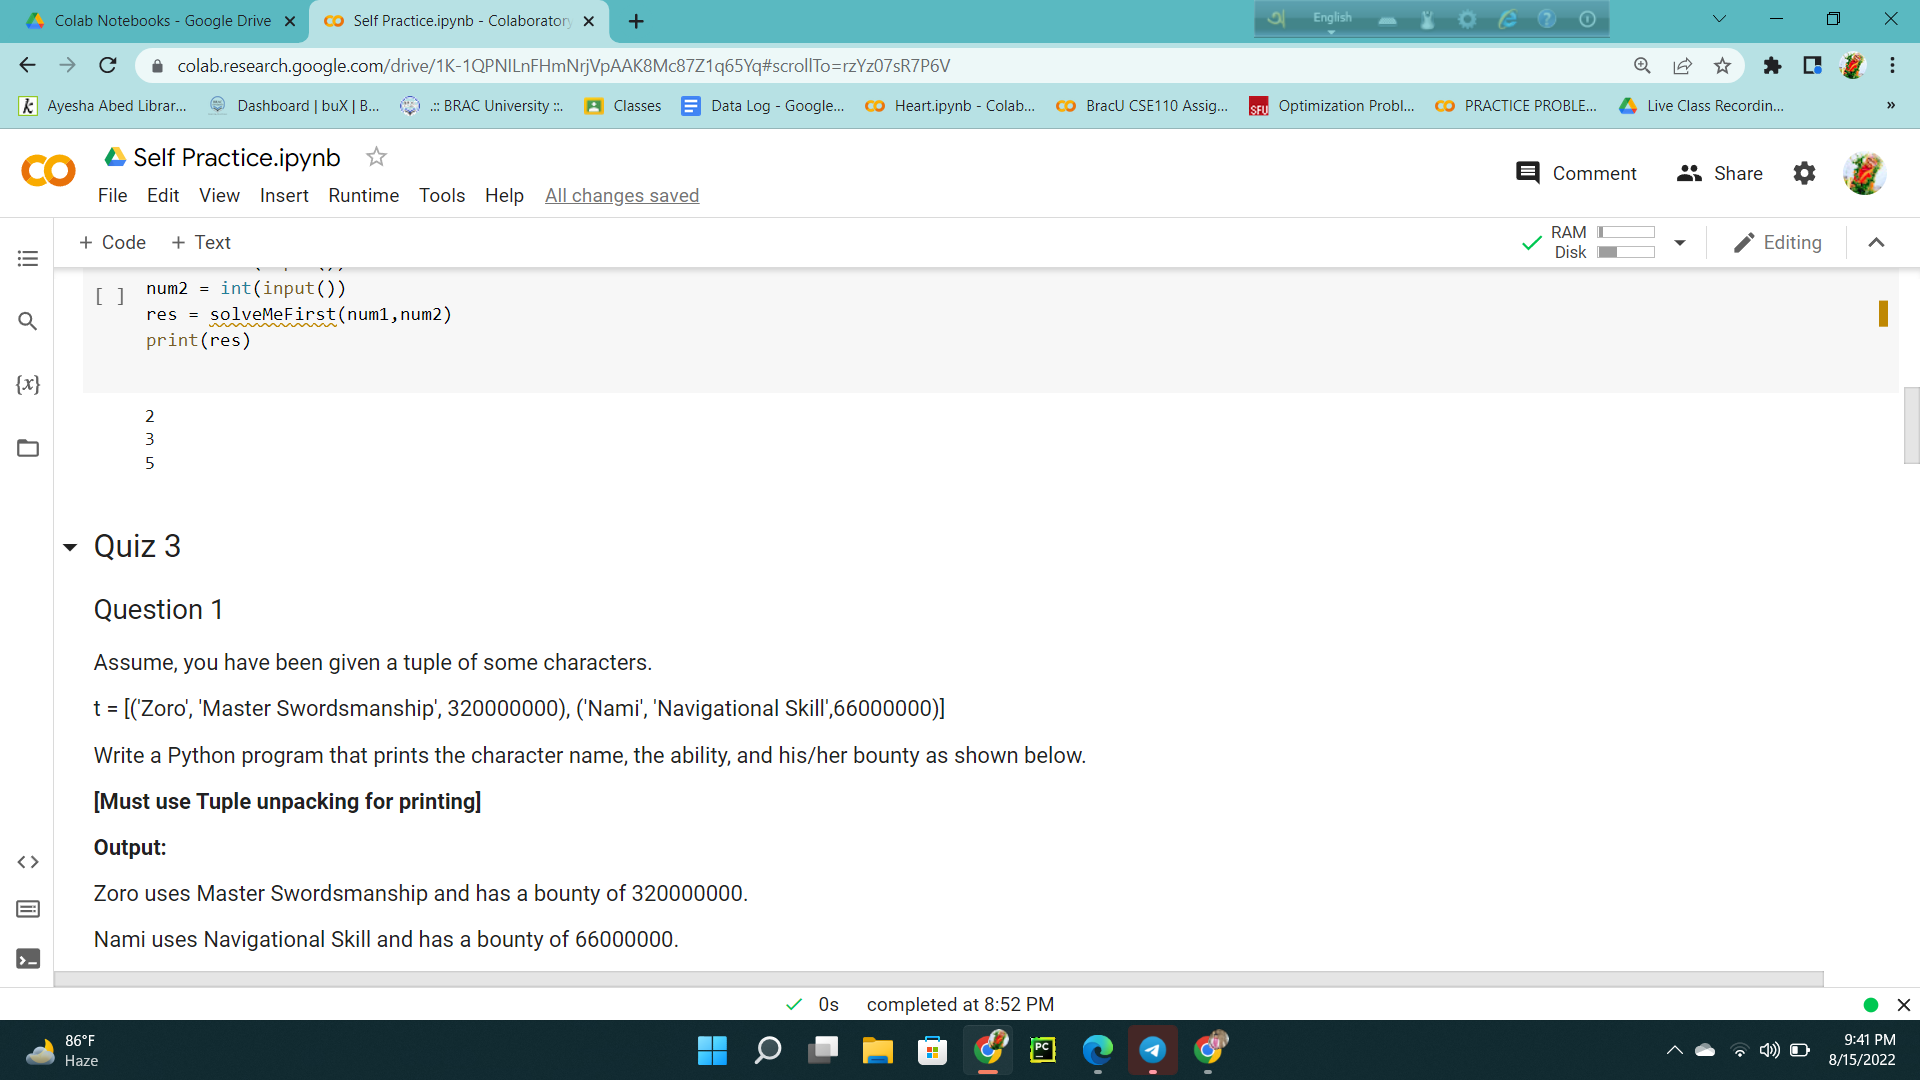 Colab Notebooks - Google Drive
Self Practice.ipynb - Colaboratory
English
colab.research.google.com/drive/1K-1QPNILnFHmNrjVpAAK8Mc87Z1q65Yq#scrollTo=rzYz07sR7P6V
Ayesha Abed Librar...
Dashboard | buX | B...
.:: BRAC University ::.
Classes
Data Log - Google...
Heart.ipynb - Colab...
BracU CSE110 Assig...
SFU
Optimization Probl...
PRACTICE PROBLE...
Live Class Recordin...
»
Self Practice.ipynb
Comment
Share
File Edit View Insert Runtime Tools Help All changes saved
+ Code + Text
RAM
Disk
Editing
[ ]
num2 = int(input())
res = solveMeFirst(num1,num2)
print(res)
{x}
2
3
5
Quiz 3
Question 1
Assume, you have been given a tuple of some characters.
t = [('Zoro', 'Master Swordsmanship', 320000000), ('Nami', 'Navigational Skill',66000000)]
Write a Python program that prints the character name, the ability, and his/her bounty as shown below.
[Must use Tuple unpacking for printing]
Output:
Zoro uses Master Swordsmanship and has a bounty of 320000000.
Nami uses Navigational Skill and has a bounty of 66000000.
0s completed at 8:52 PM
86°F
Haze
PC
9:41 PM
8/15/2022